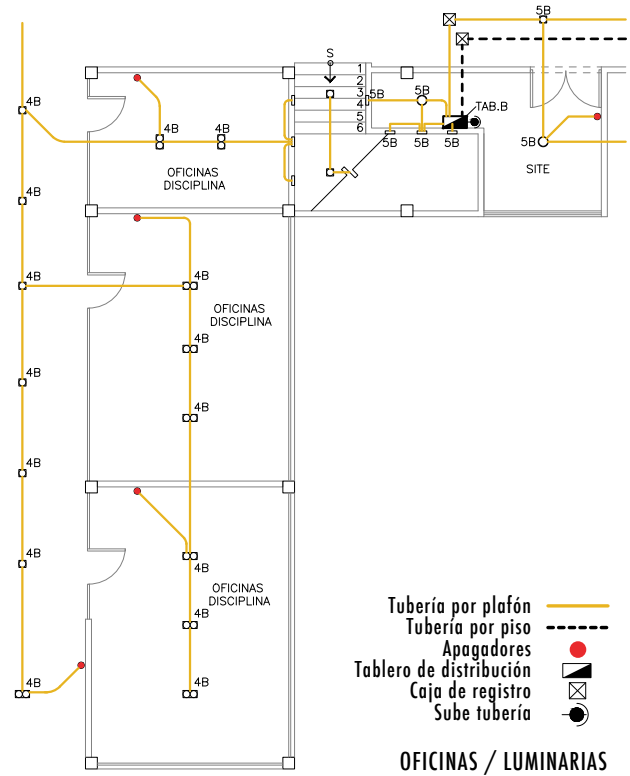 5B
5B
S
1
2
3
4
5
6
5B
5B
TAB.B
5B
5B
5B
5B
SITE
4B
4B
4B
OFICINAS
DISCIPLINA
4B
4B
4B
OFICINAS
DISCIPLINA
4B
4B
4B
4B
4B
4B
OFICINAS
DISCIPLINA
4B
4B
4B
Tubería por plafón
Tubería por piso
Apagadores
Tablero de distribución
Caja de registro
Sube tubería
OFICINAS / LUMINARIAS